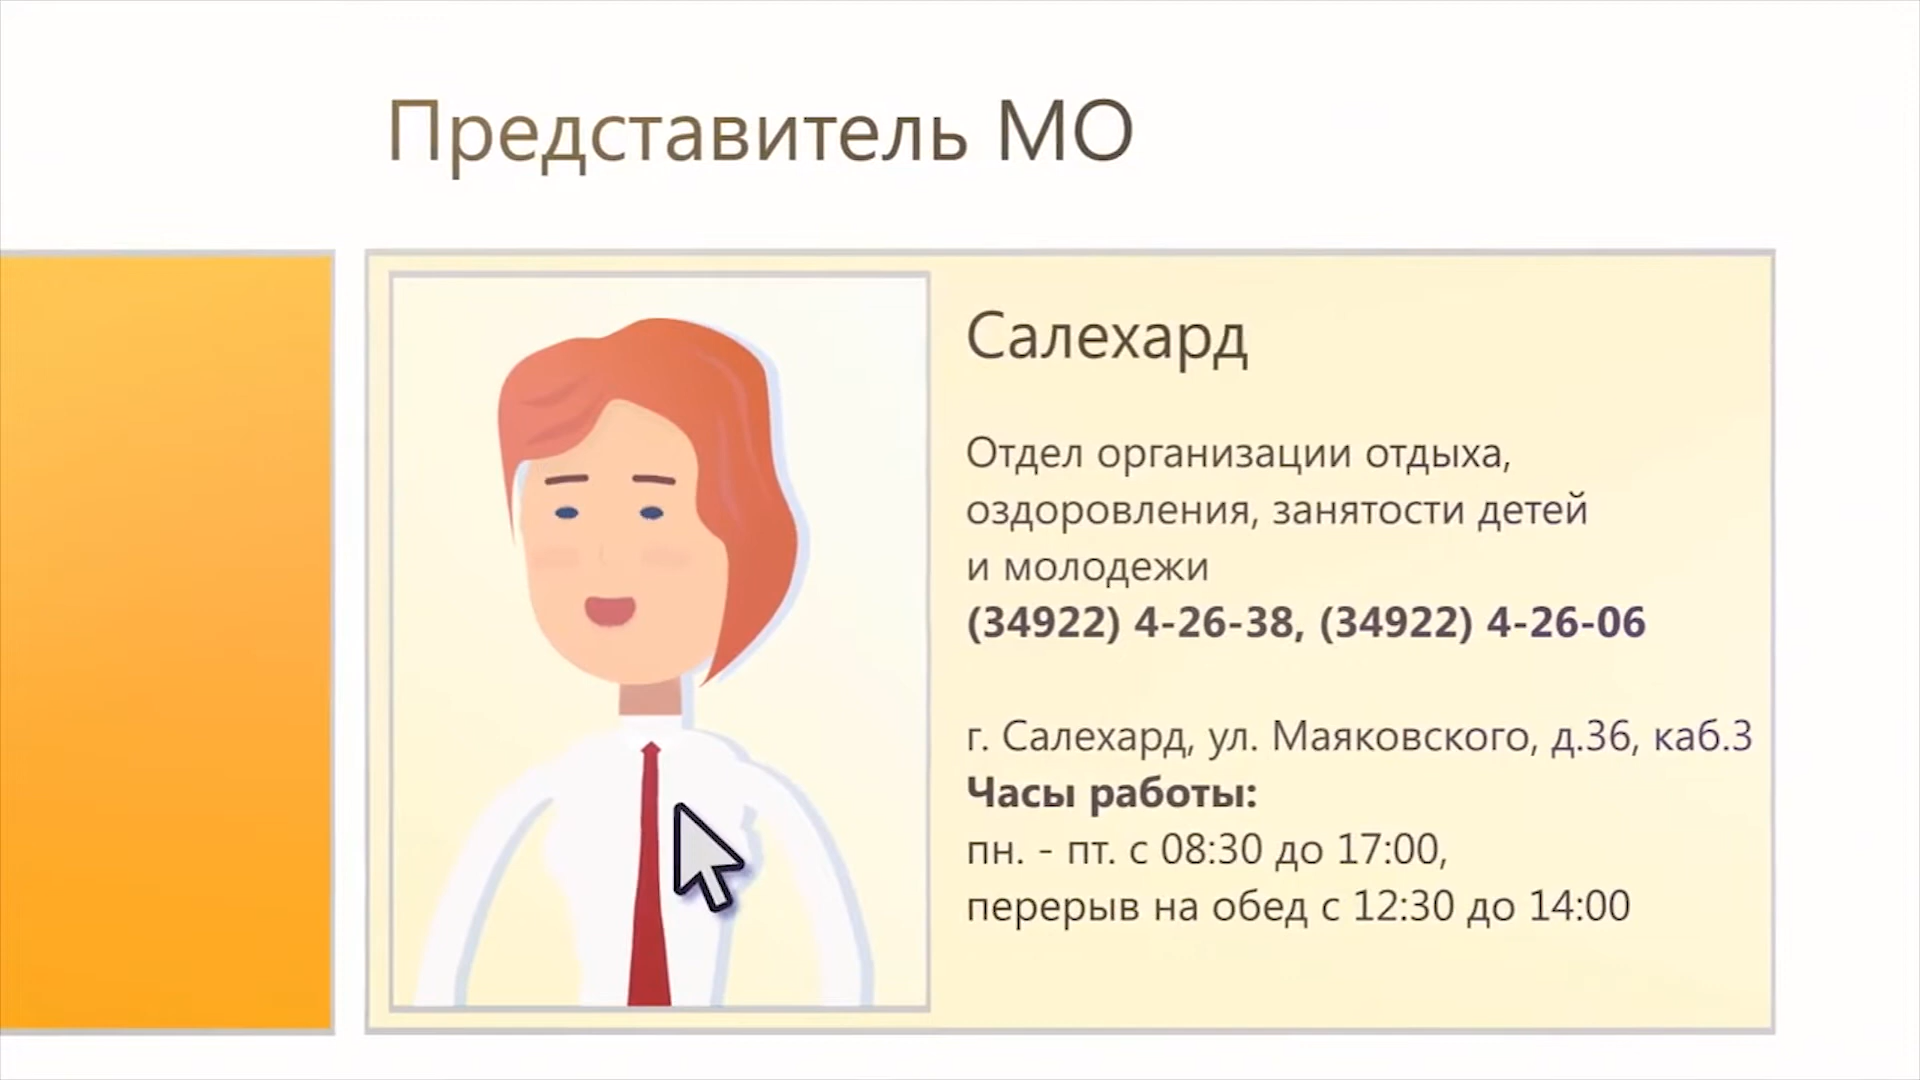 Представитель МО
Салехард
Отдел организации отдыха,
оздоровления, занятости детей
и молодежи
(34922) 4-26-38, (34922) 4-26-06
г. Салехард, ул. Маяковского, д.36, каб.3
Часы работы:
пн. - пт. с 08:30 до 17:00,
перерыв на обед с 12:30 до 14:00